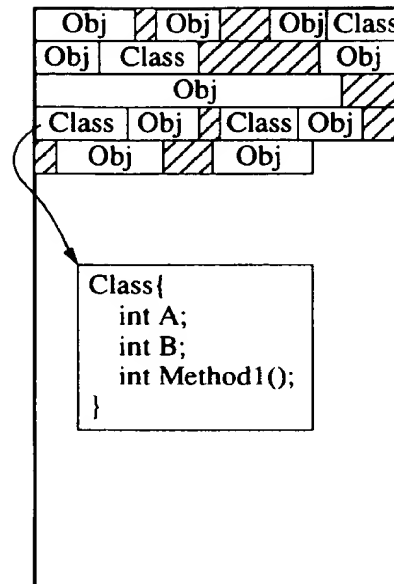 Obj Obj Obj Class
Obj Class Obj
Obj
Class Obj Class Obj
Obj Obj
Class{
int A;
int B;
int Method1();
}